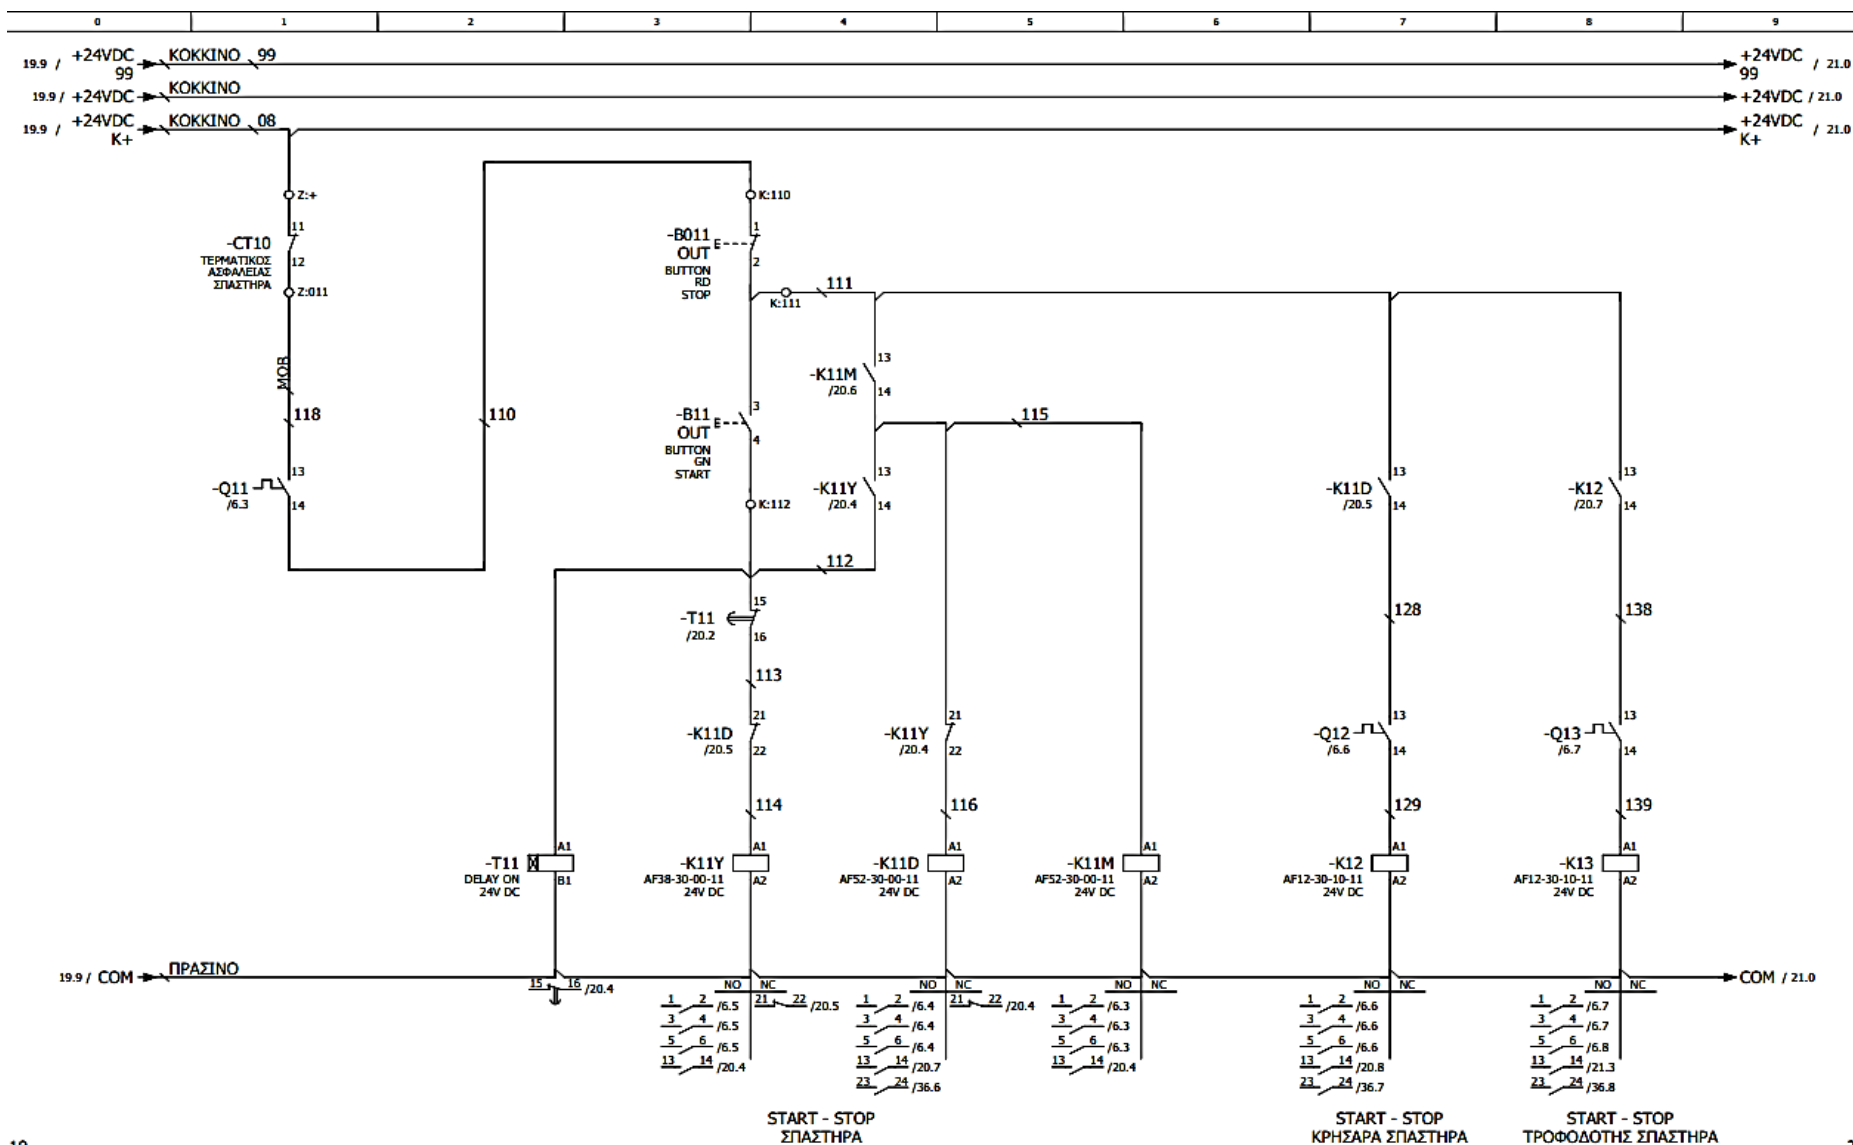 0 1 2 3 4 5 6 7 8 9
19.9 / +24VDC 99 ΚΟΚΚΙΝΟ 99 +24VDC 99 / 21.0
19.9 / +24VDC ΚΟΚΚΙΝΟ +24VDC / 21.0
19.9 / +24VDC K+ ΚΟΚΚΙΝΟ 08 +24VDC K+ / 21.0
Z:+ K:110
-CT10 11 12
ΤΕΡΜΑΤΙΚΟΣ
ΑΣΦΑΛΕΙΑΣ
ΣΠΑΣΤΗΡΑ
Z:011
-B011 1 2
OUT
BUTTON
RD
STOP
K:111 111
ΜΩΒ
118 110
-K11M 13 14
/20.6
-B11 3 4
OUT
BUTTON
GN
START
115
-Q11 13 14
/6.3
K:112
-K11Y 13 14
/20.4
-K11D 13 14
/20.5
-K12 13 14
/20.7
112
-T11 15 16
/20.2
128 138
113
-K11D 21 22
/20.5
-K11Y 21 22
/20.4
-Q12 13 14
/6.6
-Q13 13 14
/6.7
114 116 129 139
-T11 A1 B1
DELAY ON
24V DC
-K11Y A1 A2
AF38-30-00-11
24V DC
-K11D A1 A2
AF52-30-00-11
24V DC
-K11M A1 A2
AF52-30-00-11
24V DC
-K12 A1 A2
AF12-30-10-11
24V DC
-K13 A1 A2
AF12-30-10-11
24V DC
19.9 / COM ΠΡΑΣΙΝΟ COM / 21.0
15 16 /20.4
NO NC
1 2 /6.5 21 22 /20.5
3 4 /6.5
5 6 /6.5
13 14 /20.4
NO NC
1 2 /6.4 21 22 /20.4
3 4 /6.4
5 6 /6.4
13 14 /20.7
23 24 /36.6
NO NC
1 2 /6.3
3 4 /6.3
5 6 /6.3
13 14 /20.4
NO NC
1 2 /6.6
3 4 /6.6
5 6 /6.6
13 14 /20.8
23 24 /36.7
NO NC
1 2 /6.7
3 4 /6.7
5 6 /6.8
13 14 /21.3
23 24 /36.8
START - STOP
ΣΠΑΣΤΗΡΑ
START - STOP
ΚΡΗΣΑΡΑ ΣΠΑΣΤΗΡΑ
START - STOP
ΤΡΟΦΟΔΟΤΗΣ ΣΠΑΣΤΗΡΑ